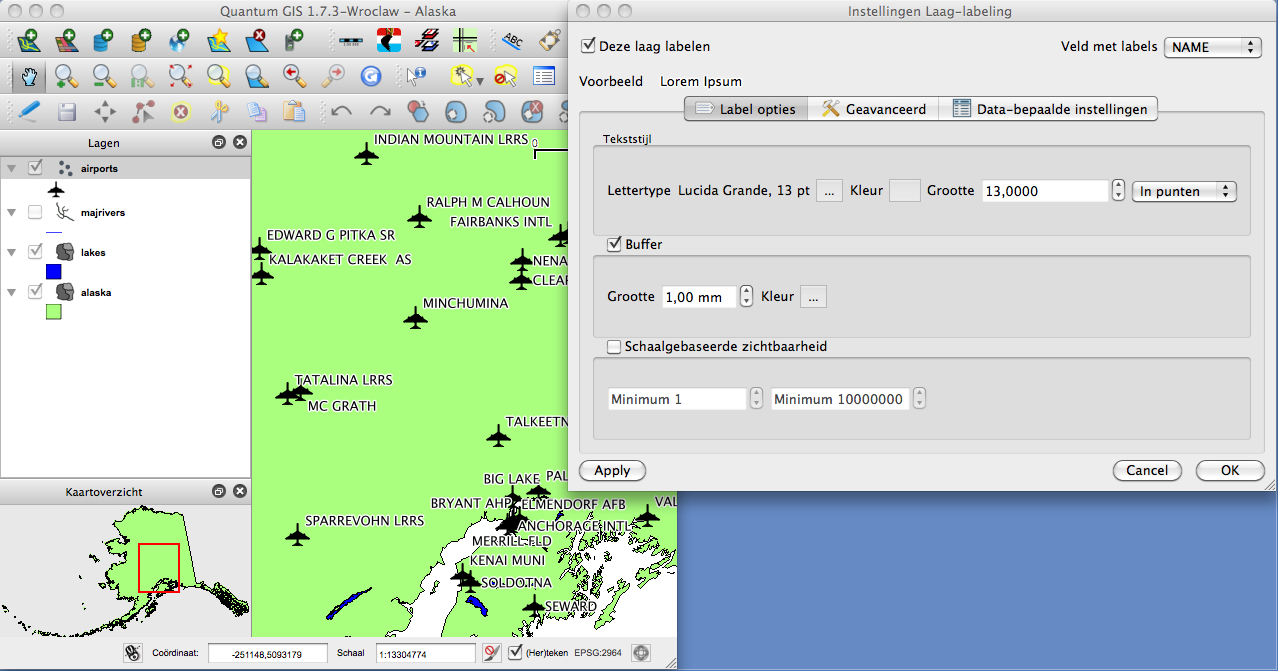 Quantum GIS 1.7.3-Wroclaw - Alaska
Instellingen Laag-labeling
Deze laag labelen
Veld met labels NAME
Voorbeeld Lorem Ipsum
Label opties Geavanceerd Data-bepaalde instellingen
Tekststijl
Lettertype Lucida Grande, 13 pt ... Kleur Grootte 13,0000 In punten
Buffer
Grootte 1,00 mm Kleur ...
Schaalgebaseerde zichtbaarheid
Minimum 1 Minimum 10000000
Apply Cancel OK
ABC
Lagen
airports
majrivers
lakes
alaska
Kaartoverzicht
INDIAN MOUNTAIN LRRS
0
RALPH M CALHOUN
FAIRBANKS INTL
EDWARD G PITKA SR
KALAKAKET CREEK AS
NENA
CLEAR
MINCHUMINA
TATALINA LRRS
MC GRATH
TALKEETN
BIG LAKE PAL
BRYANT AHP ELMENDORF AFB VAL
SPARREVOHN LRRS
ANCHORAGE INTL
MERRILL FLD
KENAI MUNI
SOLDOTNA
SEWARD
Coördinaat: -251148,5093179 Schaal 1:13304774 (Her)teken EPSG:2964